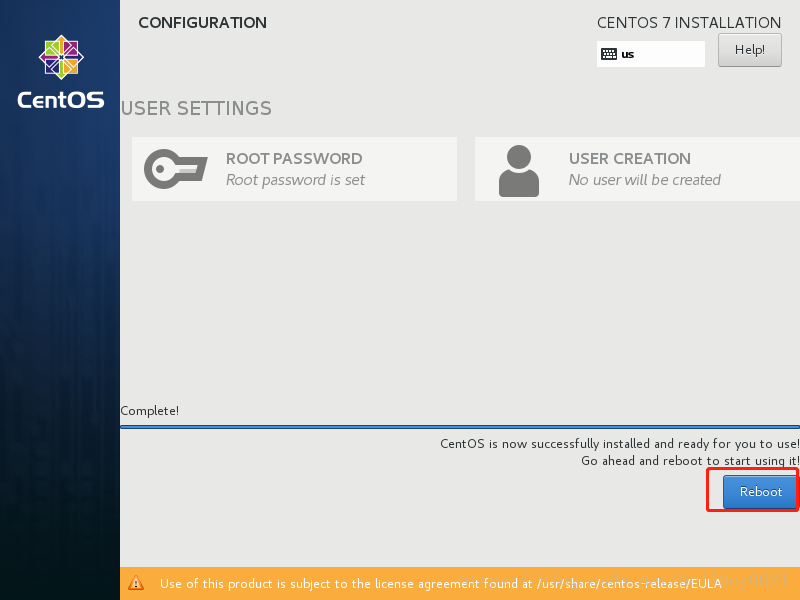 CONFIGURATION
CENTOS 7 INSTALLATION
us
Help!
CentOS
USER SETTINGS
ROOT PASSWORD
Root password is set
USER CREATION
No user will be created
Complete!
CentOS is now successfully installed and ready for you to use!
Go ahead and reboot to start using it!
Reboot
Use of this product is subject to the license agreement found at /usr/share/centos-release/EULA